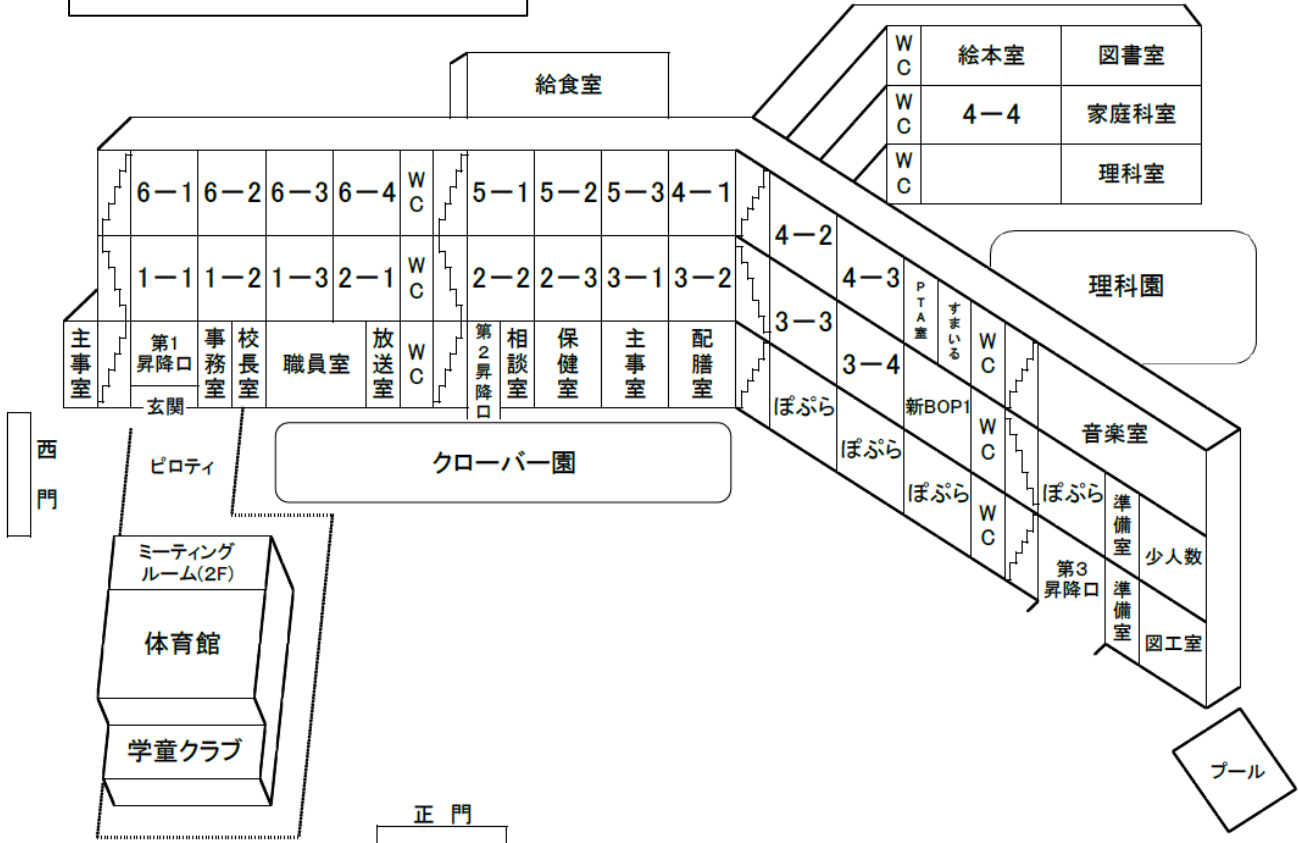 WC
絵本室
図書室
給食室
WC
4－4
家庭科室
WC
理科室
6－1
6－2
6－3
6－4
WC
5－1
5－2
5－3
4－1
4－2
4－3
PTA室
すまいる
WC
音楽室
理科園
1－1
1－2
1－3
2－1
WC
2－2
2－3
3－1
3－2
3－3
3－4
新BOP1
WC
ぽぷら
準備室
少人数
主事室
第1
昇降口
事務室
校長室
職員室
放送室
WC
第2昇降口
相談室
保健室
主事室
配膳室
ぽぷら
ぽぷら
ぽぷら
WC
第3
昇降口
準備室
図工室
玄関
西門
ピロティ
クローバー園
ミーティング
ルーム(2F)
体育館
学童クラブ
プール
正門